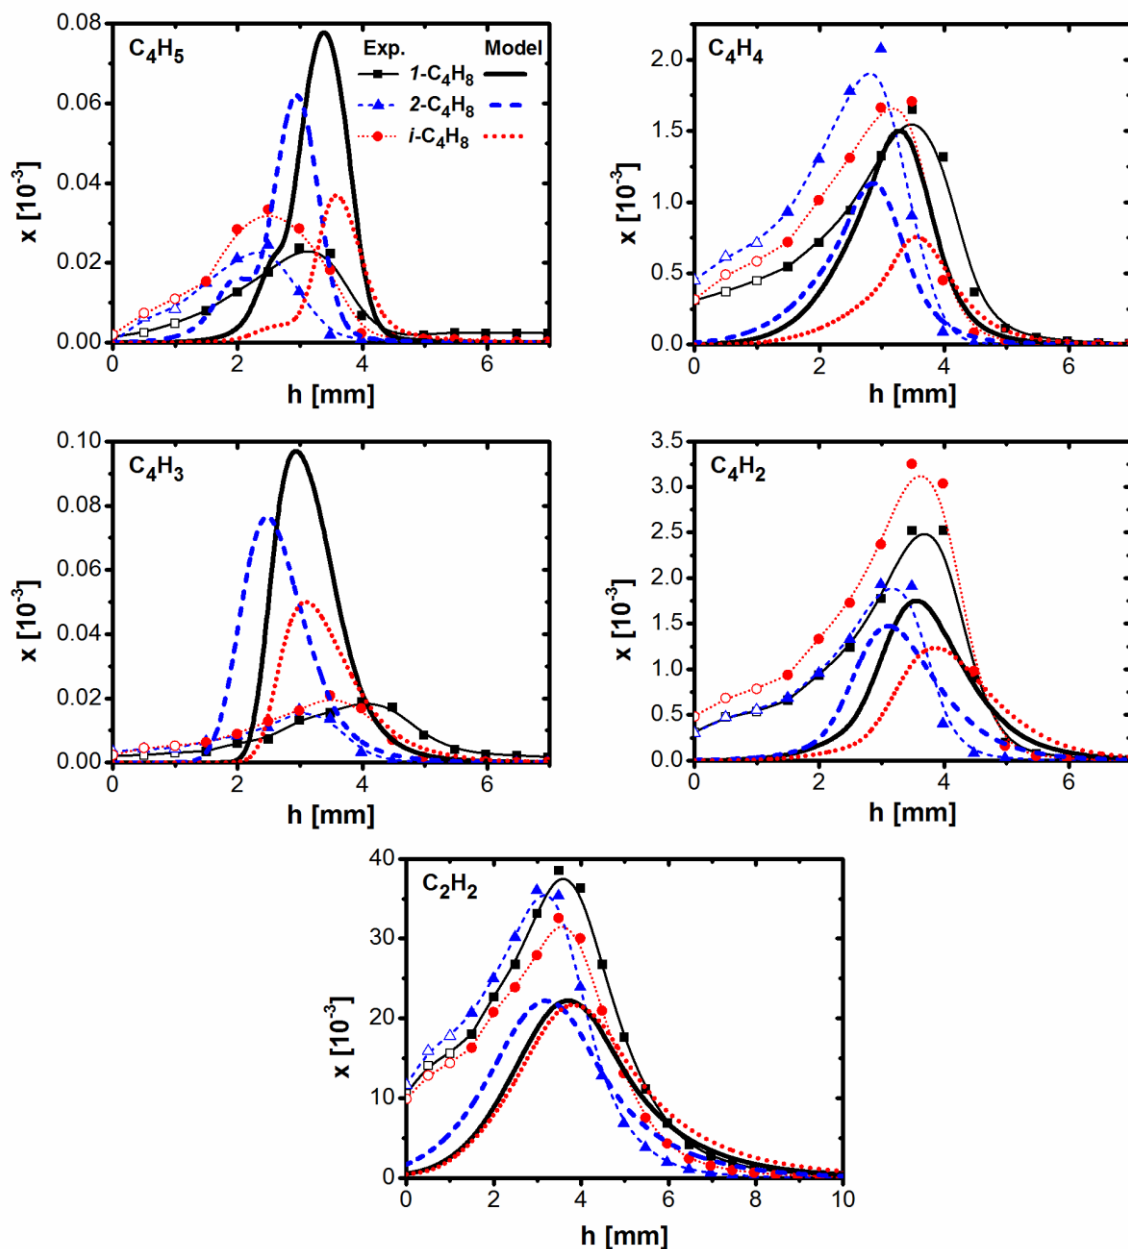 C4H5
Exp. Model
1-C4H8
2-C4H8
i-C4H8
0.08
0.06
0.04
0.02
0.00
x [10-3]
0 2 4 6
h [mm]
C4H4
2.0
1.5
1.0
0.5
0.0
x [10-3]
0 2 4 6
h [mm]
C4H3
0.10
0.08
0.06
0.04
0.02
0.00
x [10-3]
0 2 4 6
h [mm]
C4H2
3.5
3.0
2.5
2.0
1.5
1.0
0.5
0.0
x [10-3]
0 2 4 6
h [mm]
C2H2
40
30
20
10
0
x [10-3]
0 2 4 6 8 10
h [mm]